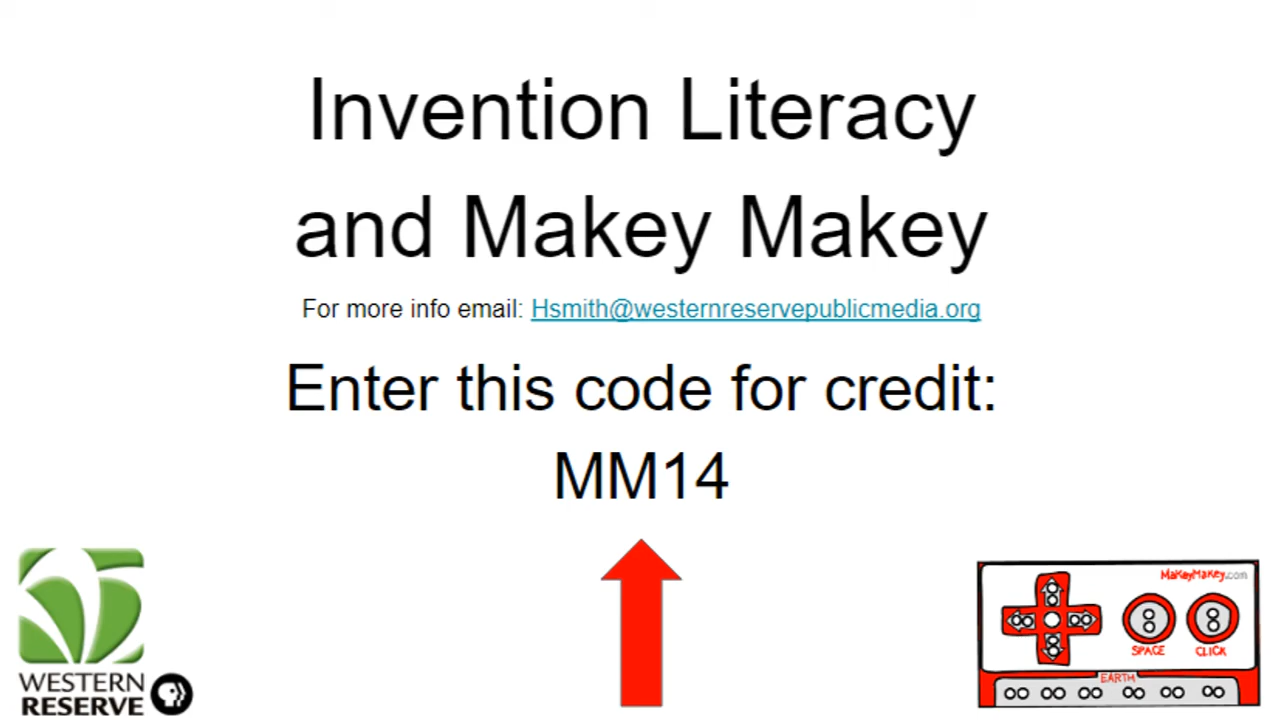 Invention Literacy
and Makey Makey
For more info email: Hsmith@westernreservepublicmedia.org
Enter this code for credit:
MM14
WESTERN
RESERVE
MaKeyMaKey.com
SPACE
CLICK
EARTH